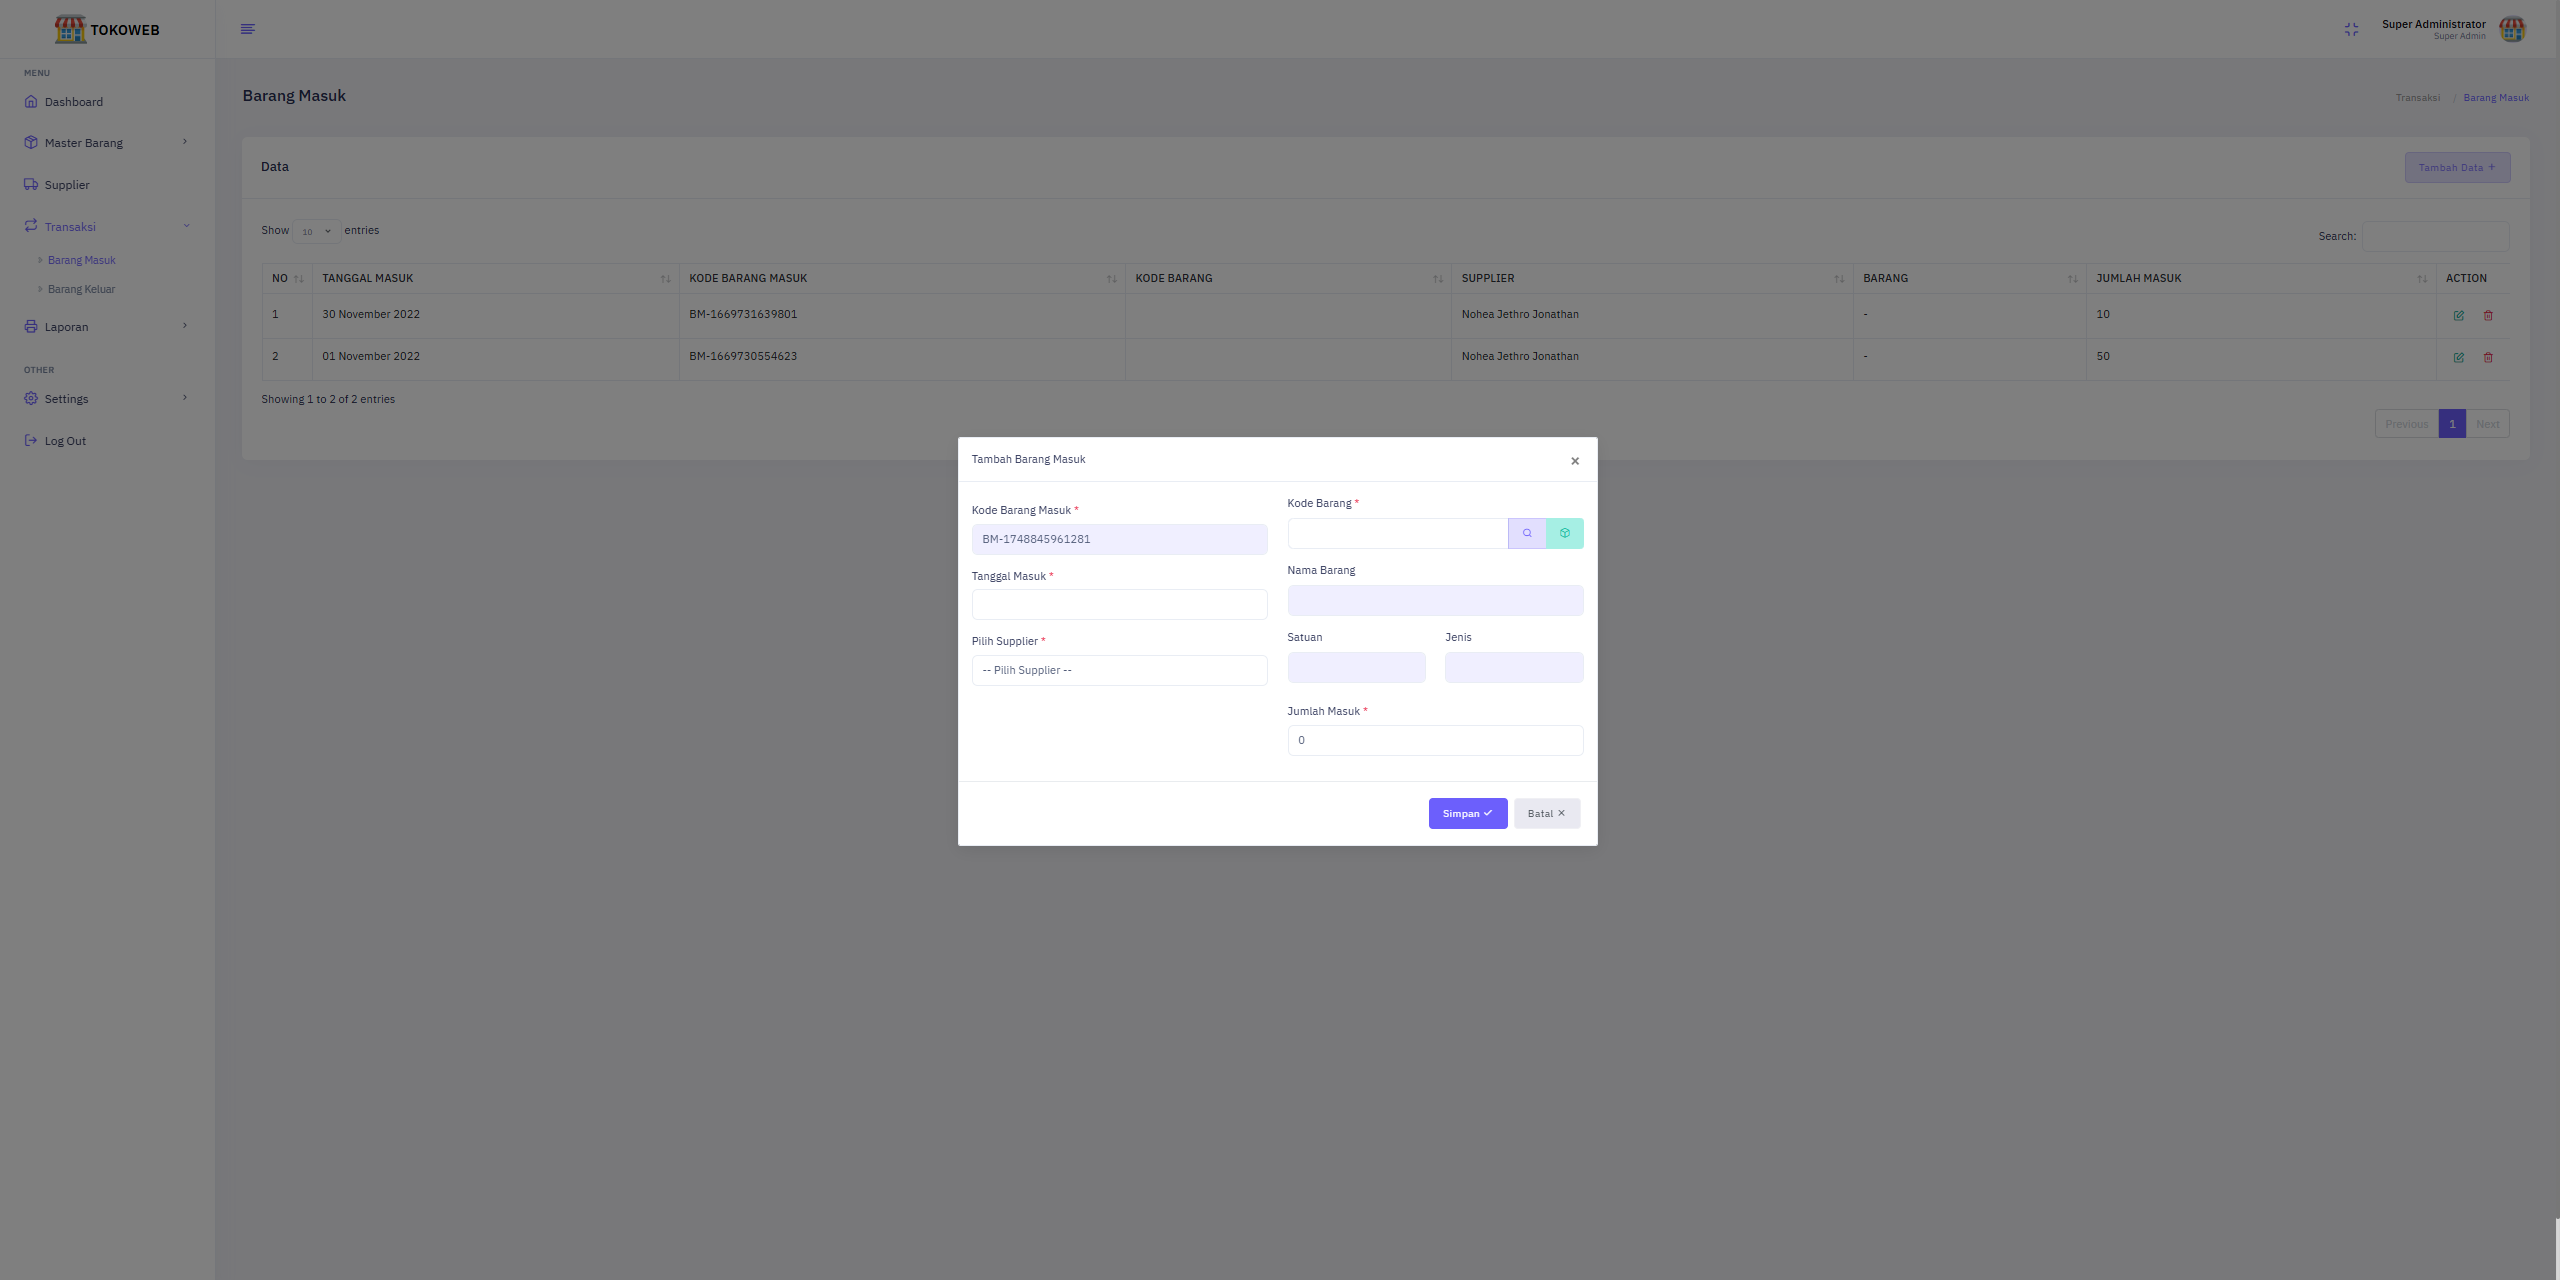 TOKOWEB
Super Administrator
Super Admin
MENU
Dashboard
Master Barang
Supplier
Transaksi
Barang Masuk
Barang Keluar
Laporan
OTHER
Settings
Log Out
Barang Masuk
Transaksi / Barang Masuk
Data
Tambah Data +
Show 10 entries
Search:
NO TANGGAL MASUK KODE BARANG MASUK KODE BARANG SUPPLIER BARANG JUMLAH MASUK ACTION
1 30 November 2022 BM-1669731639801 Nohea Jethro Jonathan - 10
2 01 November 2022 BM-1669730554623 Nohea Jethro Jonathan - 50
Showing 1 to 2 of 2 entries
Previous 1 Next
Tambah Barang Masuk ×
Kode Barang Masuk *
BM-1748845961281
Tanggal Masuk *
Pilih Supplier *
-- Pilih Supplier --
Kode Barang *
Nama Barang
Satuan Jenis
Jumlah Masuk *
0
Simpan ✓ Batal ×